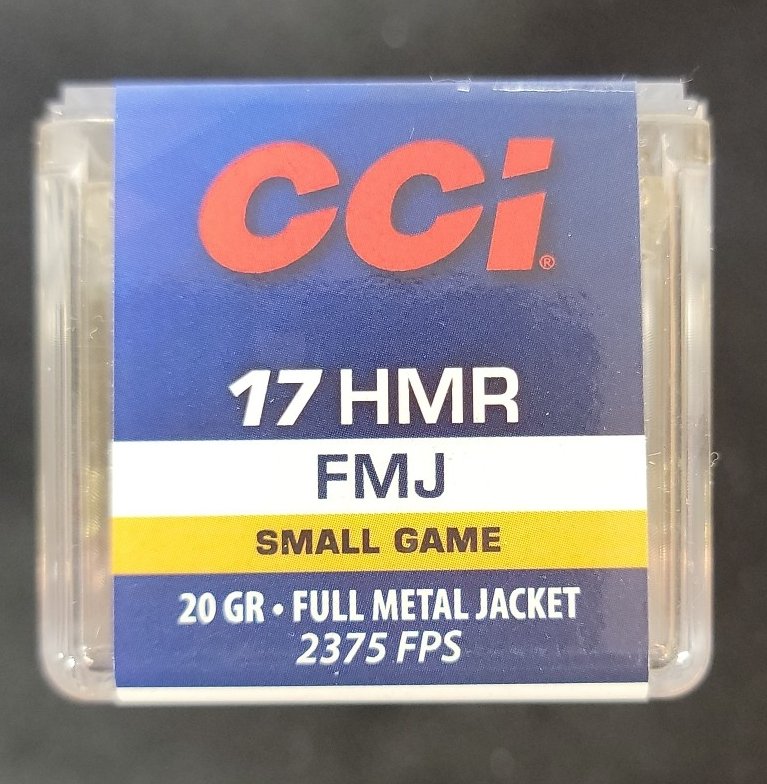 CCI®
17 HMR
FMJ
SMALL GAME
20 GR • FULL METAL JACKET
2375 FPS